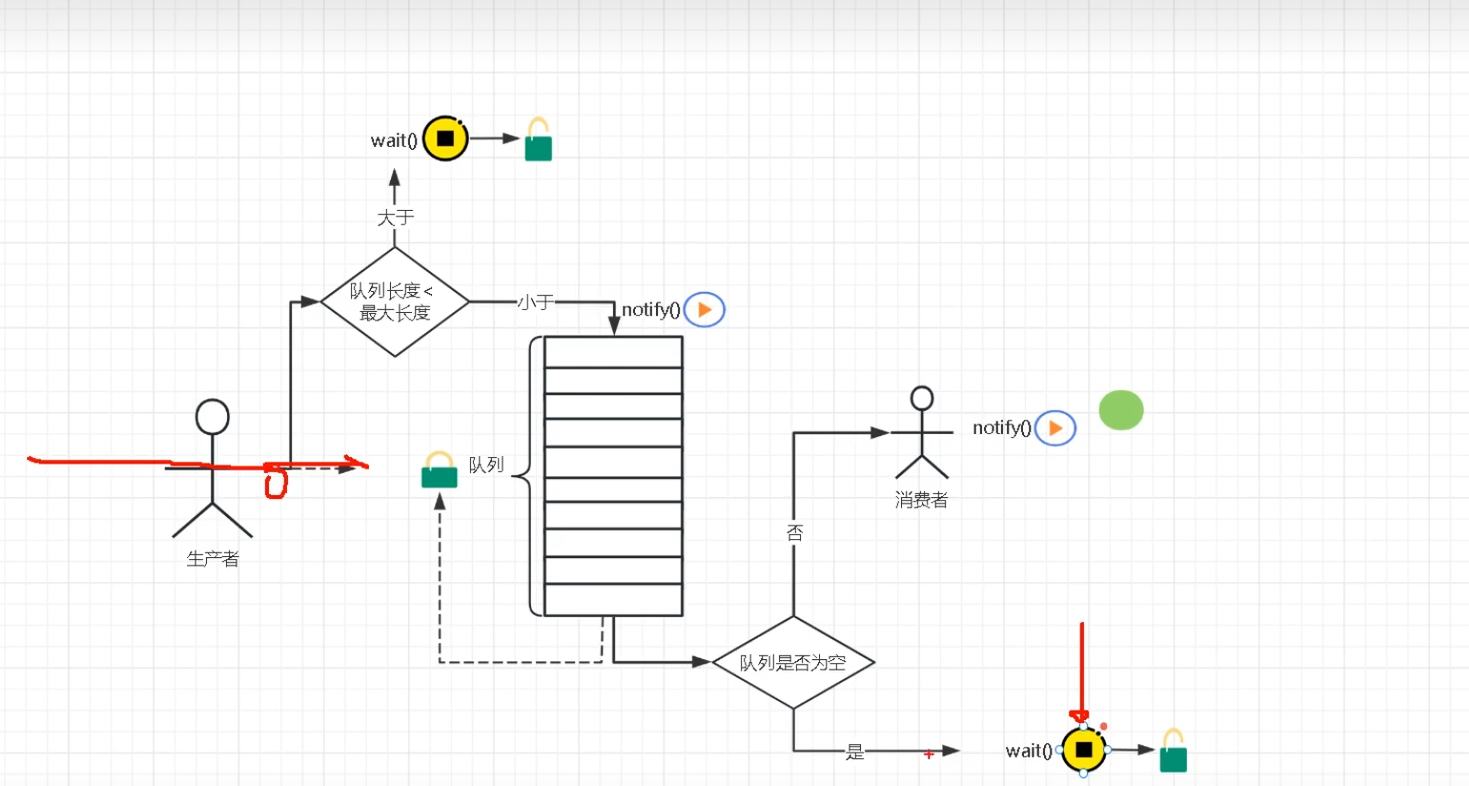 wait()
大于
队列长度<
最大长度
小于
notify()
队列
生产者
notify()
消费者
否
队列是否为空
是
wait()